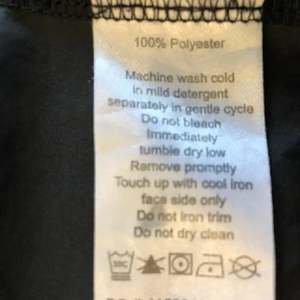 100% Polyester
Machine wash cold
in mild detergent
separately in gentle cycle
Do not bleach
Immediately
tumble dry low
Remove promptly
Touch up with cool iron
face side only
Do not iron trim
Do not dry clean
30C